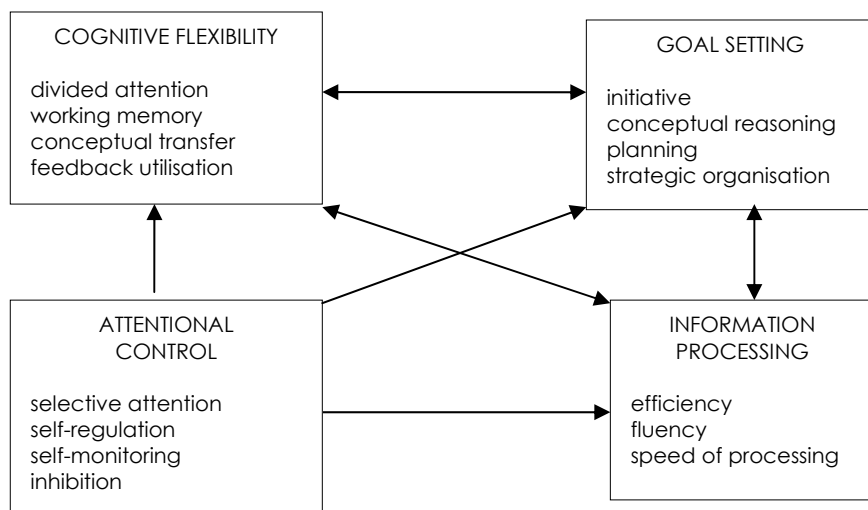 COGNITIVE FLEXIBILITY
divided attention
working memory
conceptual transfer
feedback utilisation
GOAL SETTING
initiative
conceptual reasoning
planning
strategic organisation
ATTENTIONAL
CONTROL
selective attention
self-regulation
self-monitoring
inhibition
INFORMATION
PROCESSING
efficiency
fluency
speed of processing